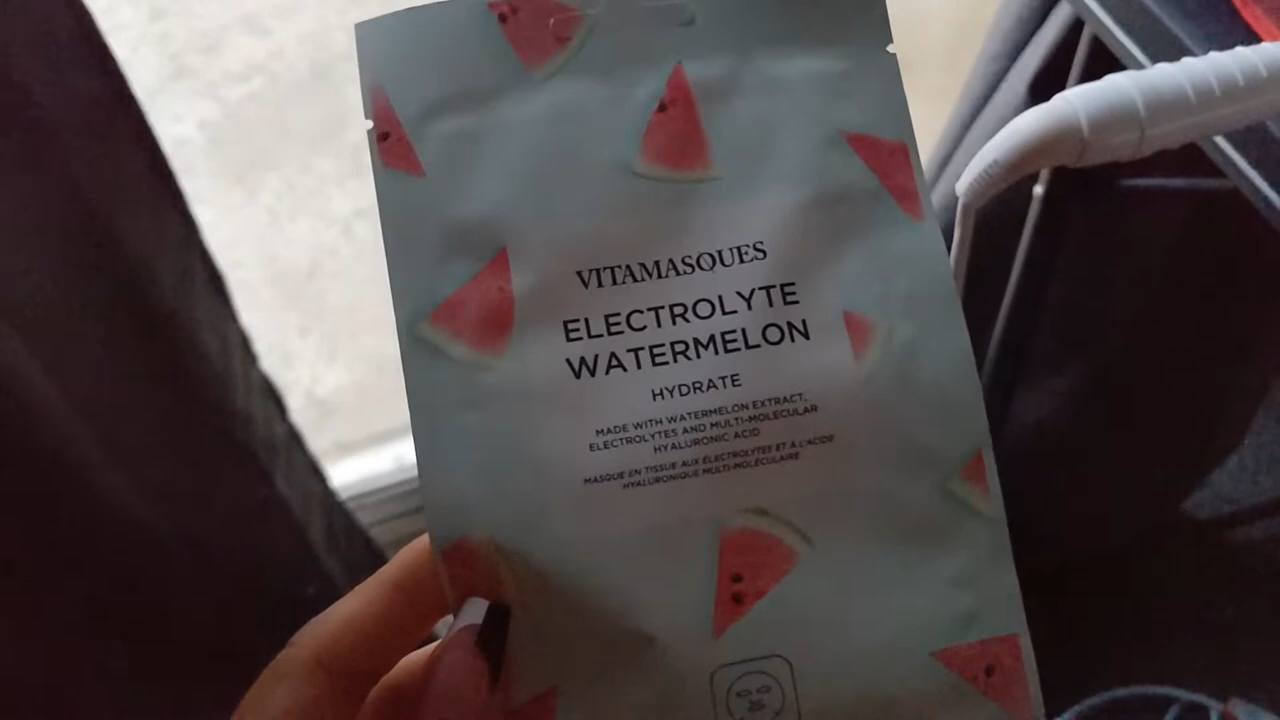 VITAMASQUES
ELECTROLYTE
WATERMELON
HYDRATE
MADE WITH WATERMELON EXTRACT,
ELECTROLYTES AND MULTI-MOLECULAR
HYALURONIC ACID
MASQUE EN TISSUE AUX ÉLECTROLYTES ET À L'ACIDE
HYALURONIQUE MULTI-MOLÉCULAIRE